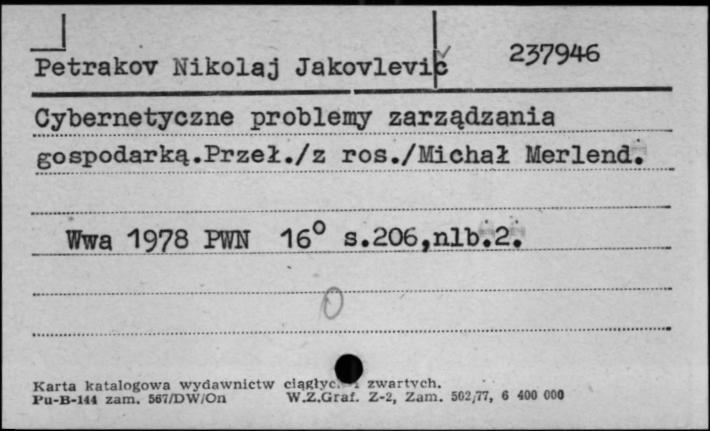 Petrakov Nikolaj Jakovlevič 237946
Cybernetyczne problemy zarządzania
gospodarką.Przeł./z ros./Michał Merlend.
Wwa 1978 PWN 16° s.206,nlb.2.
0
Karta katalogowa wydawnictw ciągłyc. i zwartych.
Pu-B-144 zam. 567/DW/On W.Z.Graf. Z-2, Zam. 502/77, 6 400 000